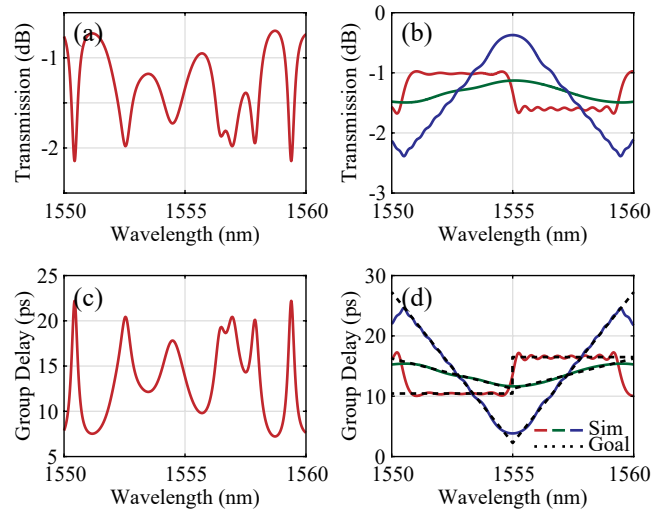 (a)
Transmission (dB)
-1
-2
1550
1555
1560
Wavelength (nm)
(b)
Transmission (dB)
0
-1
-2
-3
1550
1555
1560
Wavelength (nm)
(c)
Group Delay (ps)
25
20
15
10
5
1550
1555
1560
Wavelength (nm)
(d)
Group Delay (ps)
30
20
10
0
Sim
Goal
1550
1555
1560
Wavelength (nm)